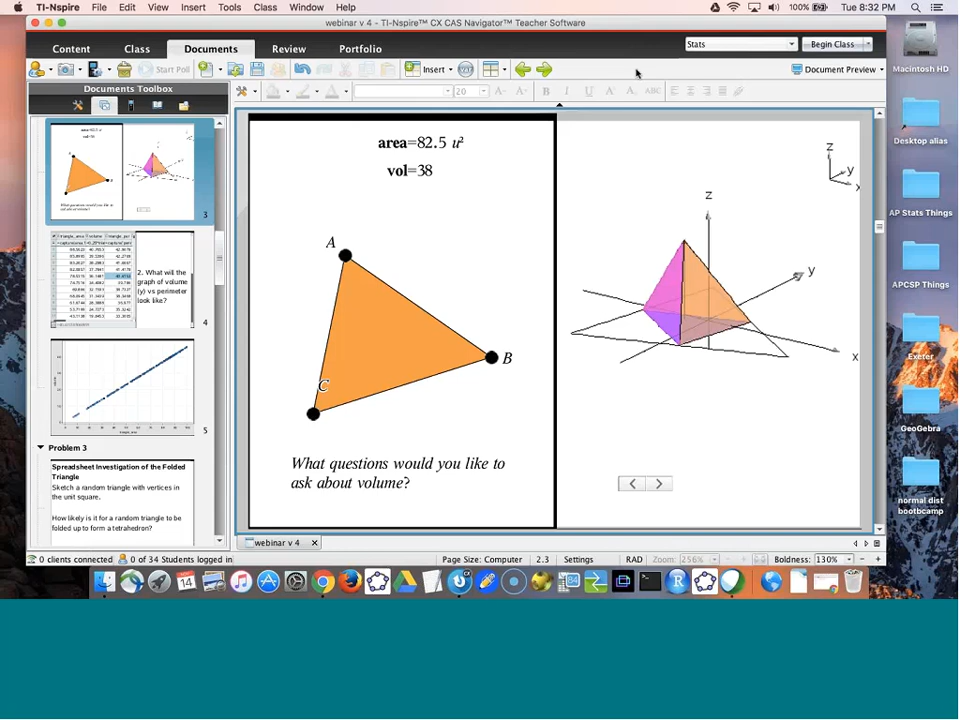 TI-Nspire File Edit View Insert Tools Class Window Help 100% Tue 8:32 PM
webinar v 4 - TI-Nspire™ CX CAS Navigator™ Teacher Software
Content Class Documents Review Portfolio
Stats Begin Class
Start Poll Insert Document Preview
Documents Toolbox
20 B I U A A ABC
Macintosh HD
Desktop alias
AP Stats Things
APCSP Things
Exeter
GeoGebra
normal dist
bootcamp
3
2. What will the
graph of volume
(y) vs perimeter
look like?
4
5
Problem 3
Spreadsheet Investigation of the Folded
Triangle
Sketch a random triangle with vertices in
the unit square.
How likely is it for a random triangle to be
folded up to form a tetrahedron?
area=82.5 u²
vol=38
A
B
C
What questions would you like to
ask about volume?
z
y
x
z
y
x
webinar v 4
0 clients connected 0 of 34 Students logged in Page Size: Computer 2.3 Settings RAD Zoom: 256% Boldness: 130%